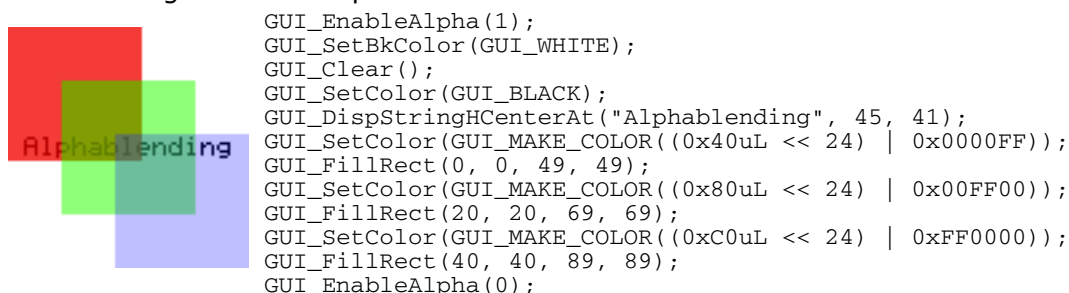 GUI_EnableAlpha(1);
GUI_SetBkColor(GUI_WHITE);
GUI_Clear();
GUI_SetColor(GUI_BLACK);
GUI_DispStringHCenterAt("Alphablending", 45, 41);
Alphablending
GUI_SetColor(GUI_MAKE_COLOR((0x40uL << 24) | 0x0000FF));
GUI_FillRect(0, 0, 49, 49);
GUI_SetColor(GUI_MAKE_COLOR((0x80uL << 24) | 0x00FF00));
GUI_FillRect(20, 20, 69, 69);
GUI_SetColor(GUI_MAKE_COLOR((0xC0uL << 24) | 0xFF0000));
GUI_FillRect(40, 40, 89, 89);
GUI_EnableAlpha(0);